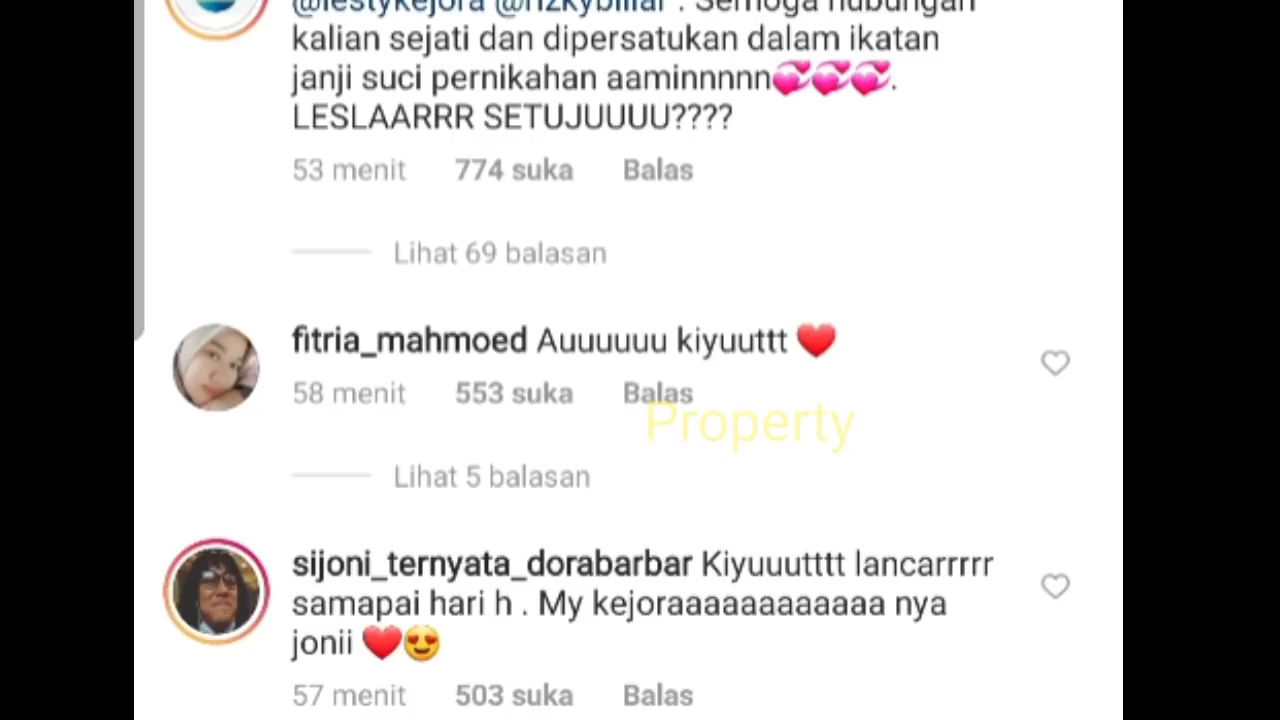 @lestykejora @rizkybillar . Semoga hubungan
kalian sejati dan dipersatukan dalam ikatan
janji suci pernikahan aaminnnnn💞💞💞.
LESLAARRR SETUJUUUU????
53 menit 774 suka Balas
Lihat 69 balasan
fitria_mahmoed Auuuuuu kiyuuttt ❤️
58 menit 553 suka Balas
Property
Lihat 5 balasan
sijoni_ternyata_dorabarbar Kiyuuutttt lancarrrrr
samapai hari h . My kejoraaaaaaaaaaaa nya
jonii ❤️😍
57 menit 503 suka Balas